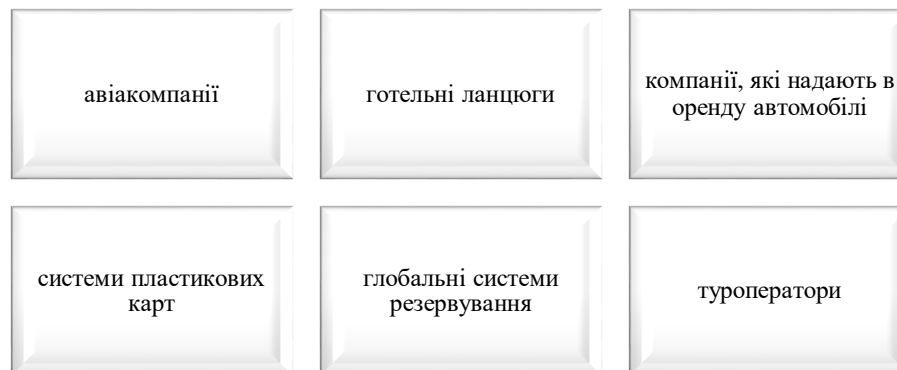 авіакомпанії
готельні ланцюги
компанії, які надають в
оренду автомобілі
системи пластикових
карт
глобальні системи
резервування
туроператори